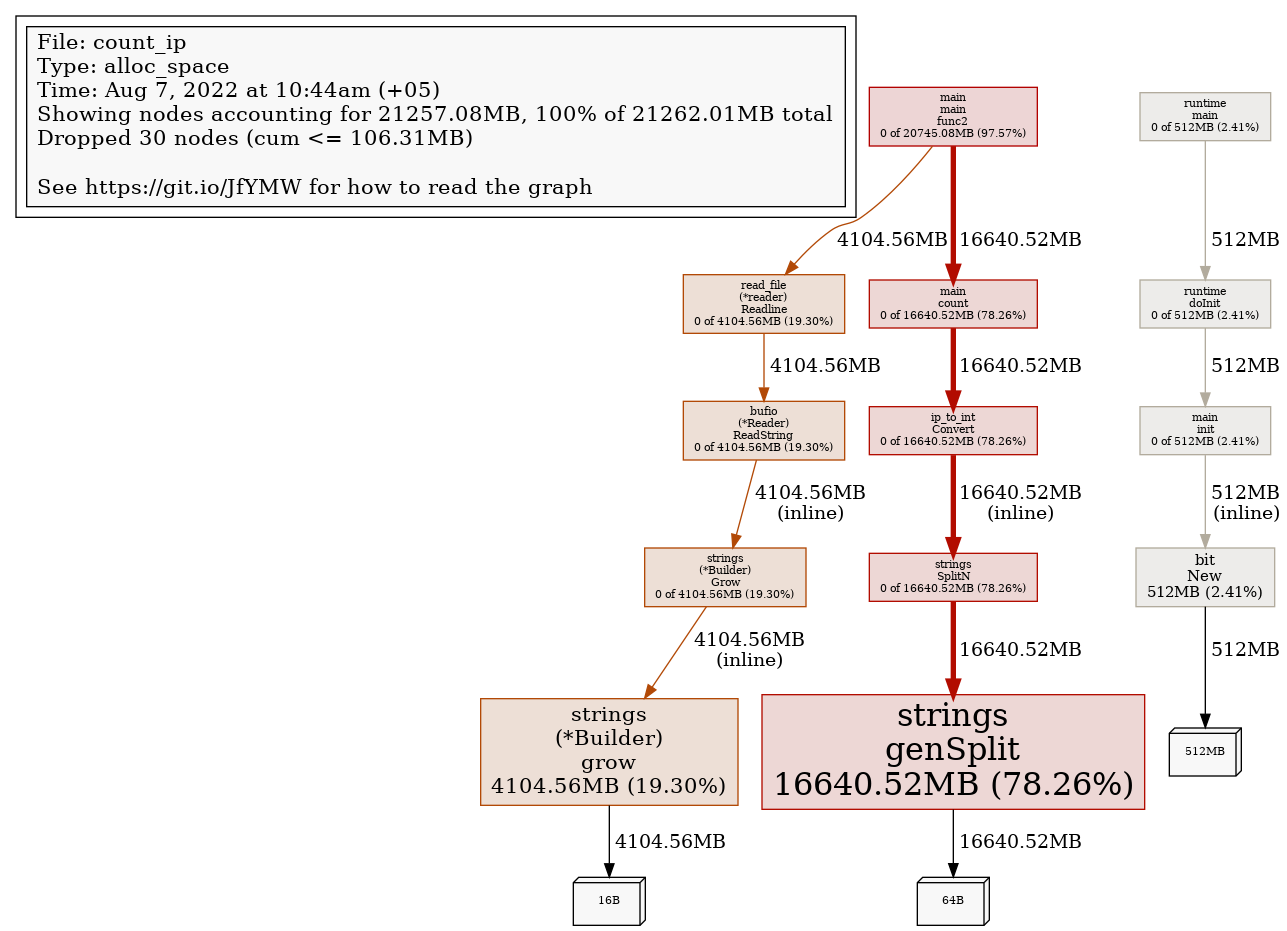 File: count_ip
Type: alloc_space
Time: Aug 7, 2022 at 10:44am (+05)
Showing nodes accounting for 21257.08MB, 100% of 21262.01MB total
Dropped 30 nodes (cum <= 106.31MB)
See https://git.io/JfYMW for how to read the graph
main
main
func2
0 of 20745.08MB (97.57%)
runtime
main
0 of 512MB (2.41%)
4104.56MB
16640.52MB
512MB
read_file
(*reader)
Readline
0 of 4104.56MB (19.30%)
main
count
0 of 16640.52MB (78.26%)
runtime
doInit
0 of 512MB (2.41%)
4104.56MB
16640.52MB
512MB
bufio
(*Reader)
ReadString
0 of 4104.56MB (19.30%)
ip_to_int
Convert
0 of 16640.52MB (78.26%)
main
init
0 of 512MB (2.41%)
4104.56MB
(inline)
16640.52MB
(inline)
512MB
(inline)
strings
(*Builder)
Grow
0 of 4104.56MB (19.30%)
strings
SplitN
0 of 16640.52MB (78.26%)
bit
New
512MB (2.41%)
4104.56MB
(inline)
16640.52MB
512MB
strings
(*Builder)
grow
4104.56MB (19.30%)
strings
genSplit
16640.52MB (78.26%)
512MB
4104.56MB
16640.52MB
16B
64B